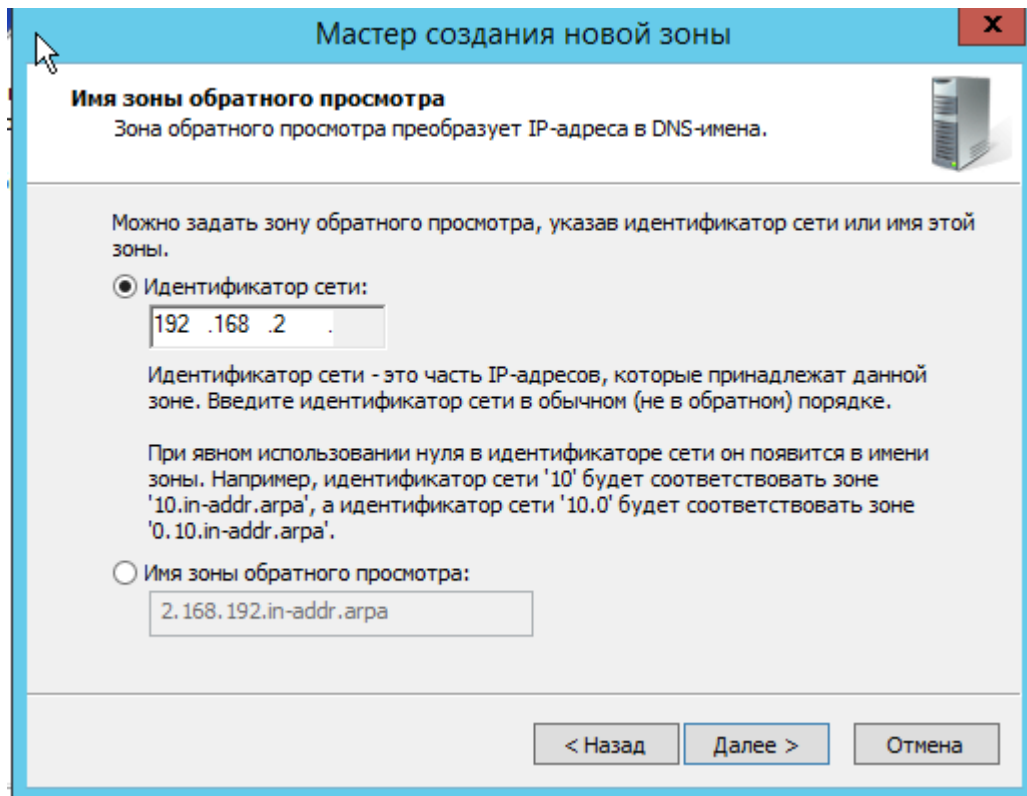 Мастер создания новой зоны
x
Имя зоны обратного просмотра
Зона обратного просмотра преобразует IP-адреса в DNS-имена.
Можно задать зону обратного просмотра, указав идентификатор сети или имя этой
зоны.
Идентификатор сети:
192 .168 .2 .
Идентификатор сети - это часть IP-адресов, которые принадлежат данной
зоне. Введите идентификатор сети в обычном (не в обратном) порядке.
При явном использовании нуля в идентификаторе сети он появится в имени
зоны. Например, идентификатор сети '10' будет соответствовать зоне
'10.in-addr.arpa', а идентификатор сети '10.0' будет соответствовать зоне
'0.10.in-addr.arpa'.
Имя зоны обратного просмотра:
2.168.192.in-addr.arpa
< Назад
Далее >
Отмена